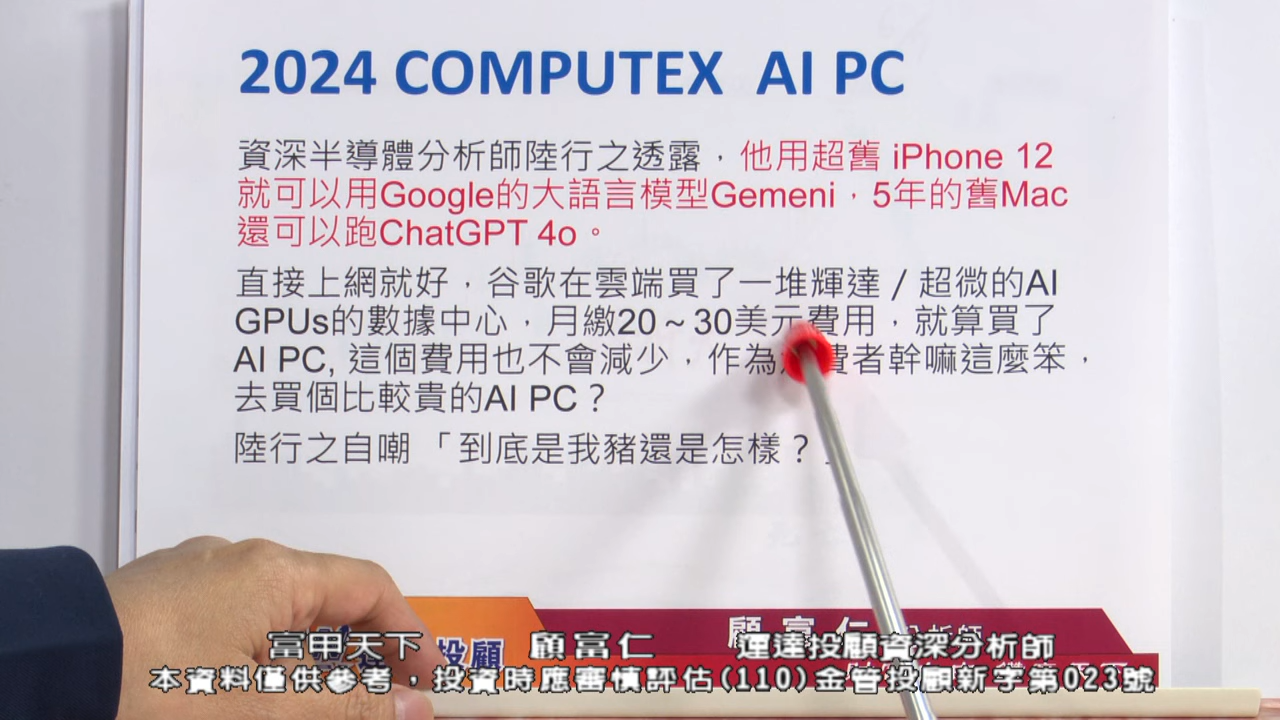 2024 COMPUTEX AI PC
資深半導體分析師陸行之透露，他用超舊 iPhone 12
就可以用Google的大語言模型Gemeni，5年的舊Mac
還可以跑ChatGPT 4o。
直接上網就好，谷歌在雲端買了一堆輝達 / 超微的AI
GPUs的數據中心，月繳20～30美元費用，就算買了
AI PC, 這個費用也不會減少，作為費者幹嘛這麼笨，
去買個比較貴的AI PC？
陸行之自嘲「到底是我豬還是怎樣？」
顧富仁 分析師
投顧
富甲天下 顧富仁 運達投顧資深分析師
本資料僅供參考，投資時應審慎評估(110)金管投顧新字第023號